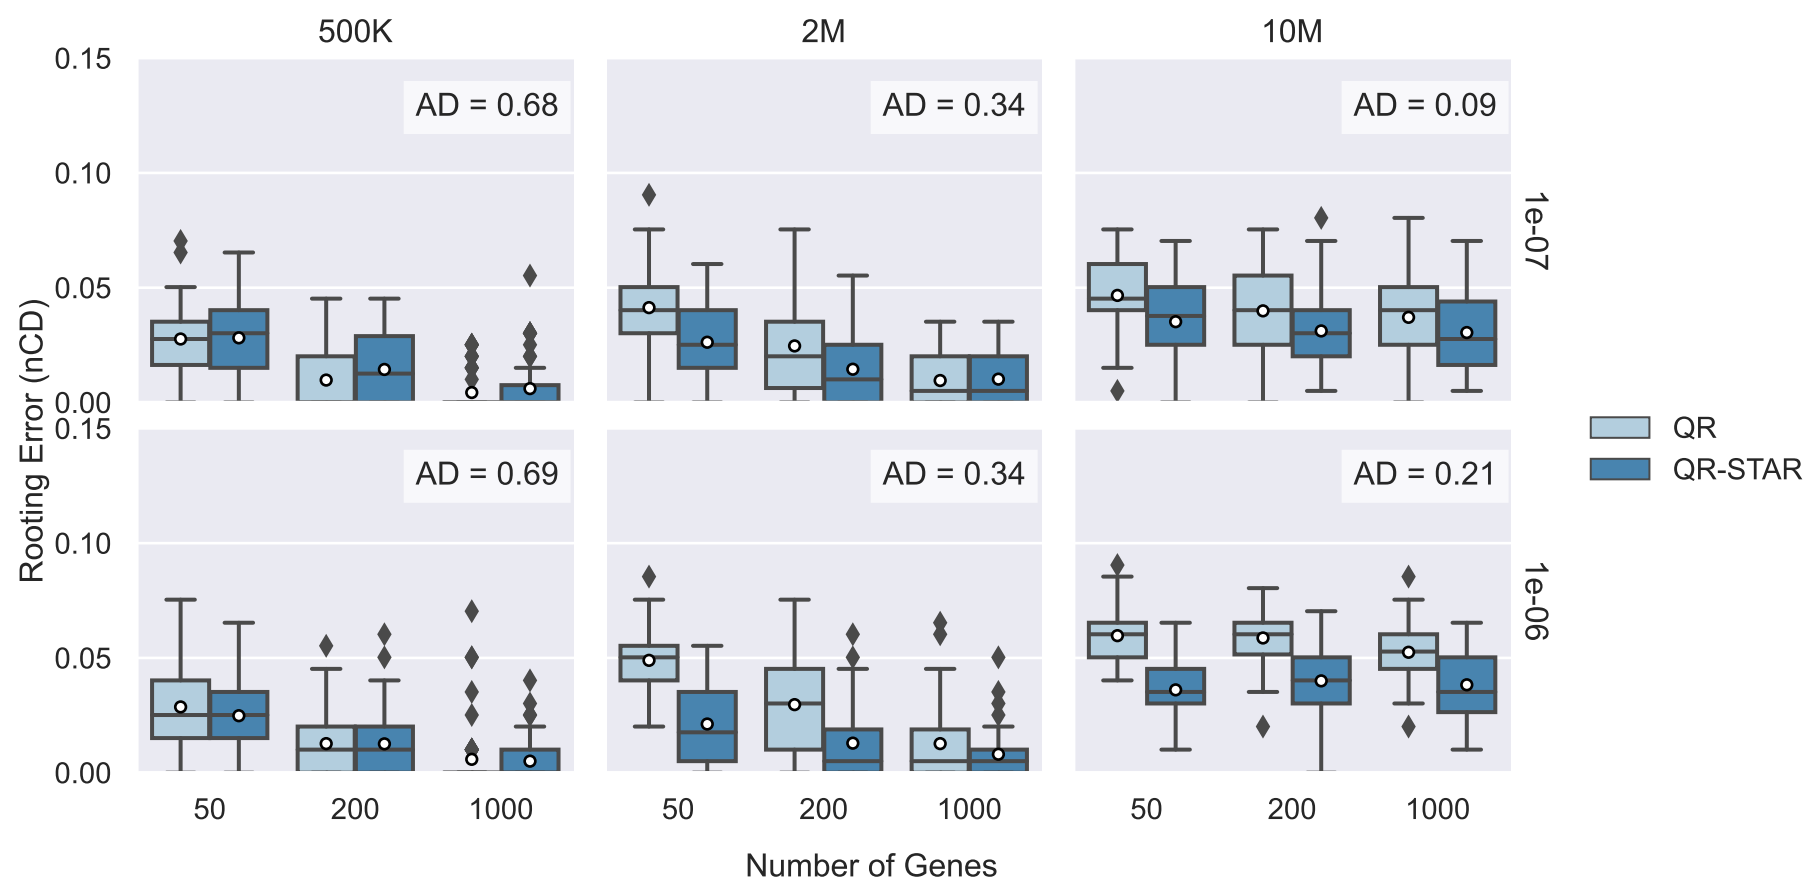 500K 2M 10M
0.15
AD = 0.68 AD = 0.34 AD = 0.09
0.10
1e-07
0.05
0.00
Rooting Error (nCD)
0.15
QR
QR-STAR
AD = 0.69 AD = 0.34 AD = 0.21
0.10
1e-06
0.05
0.00
50 200 1000 50 200 1000 50 200 1000
Number of Genes